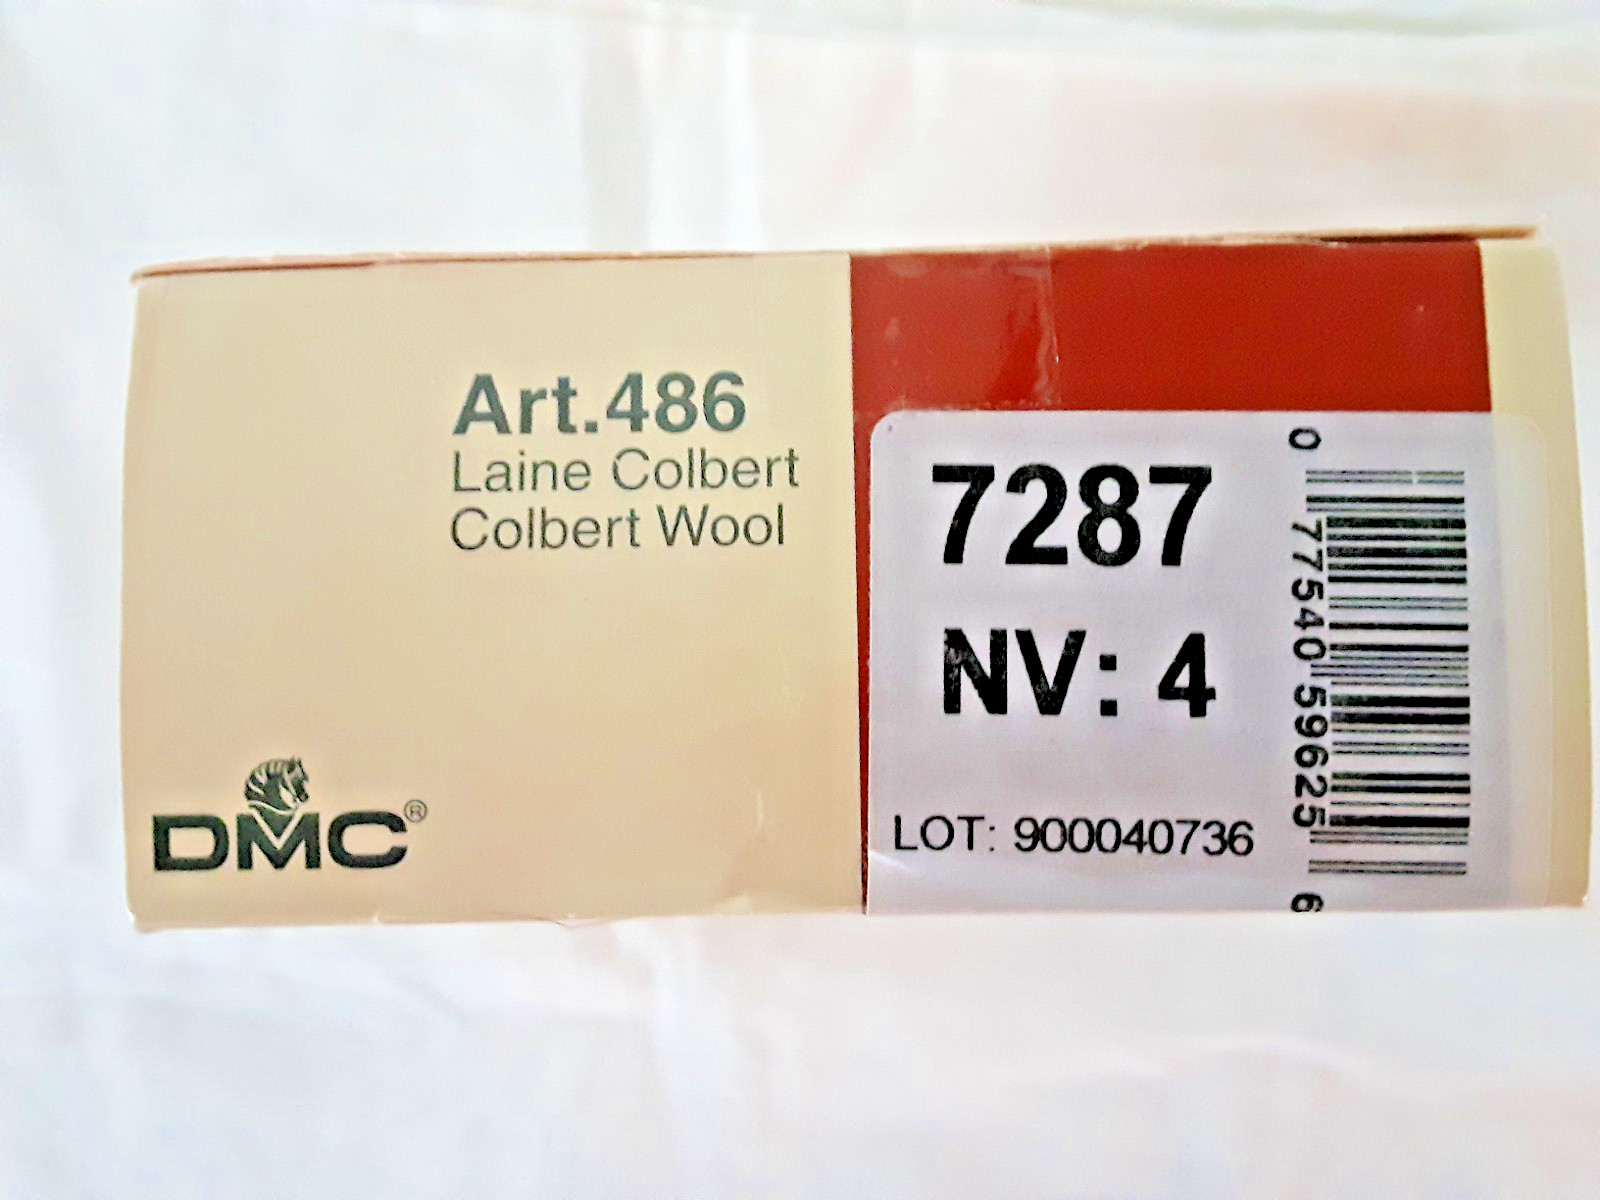 Art.486
Laine Colbert
Colbert Wool
DMC®
7287
NV: 4
LOT: 900040736
0 77540 59625 6